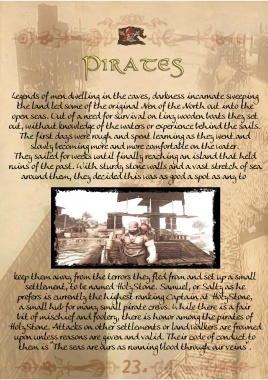 PIRATES
Legends of men dwelling in the caves, darkness incarnate sweeping
the land led some of the original Men of the North out into the
open seas. Out of a need for survival on tiny wooden boats they set
out, without knowledge of the waters or experience behind the sails.
The first days were rough and spent learning as they went and
slowly becoming more and more comfortable on the water.
They sailed for weeks until finally reaching an island that held
ruins of the past. With sturdy stone walls and a vast stretch of sea
around them, they decided this was as good a spot as any to
keep them away from the terrors they fled from and set up a small
settlement, to be named HolyStone. Samuel, or Salty as he
prefers is currently the highest ranking Captain at HolyStone,
a small hub for many small pirate crews. While there is a fair
bit of mischief and foolery, there is honor among the pirates of
HolyStone. Attacks on other settlements or land walkers are frowned
upon unless reasons are given and valid. Their code of conduct to
them is "The seas are ours as running blood through our veins".
23